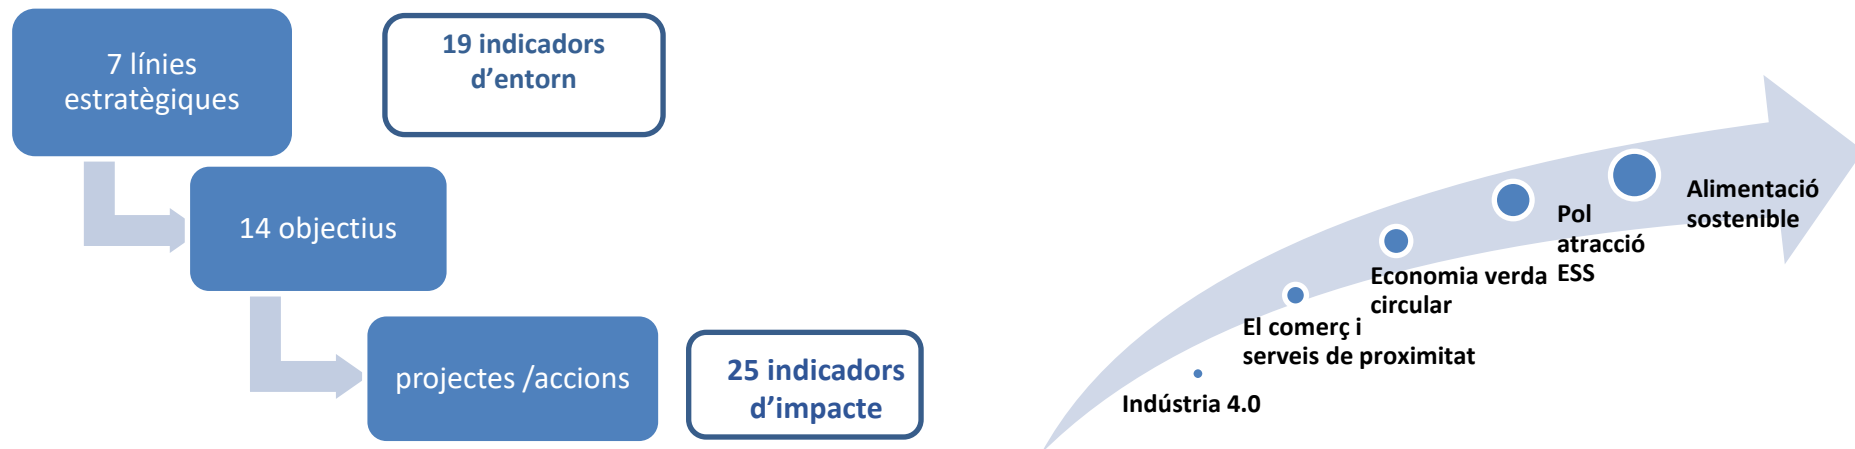 7 línies
estratègiques
19 indicadors
d’entorn
14 objectius
projectes /accions
25 indicadors
d’impacte
Indústria 4.0
El comerç i
serveis de proximitat
Economia verda
circular
Pol
atracció
ESS
Alimentació
sostenible